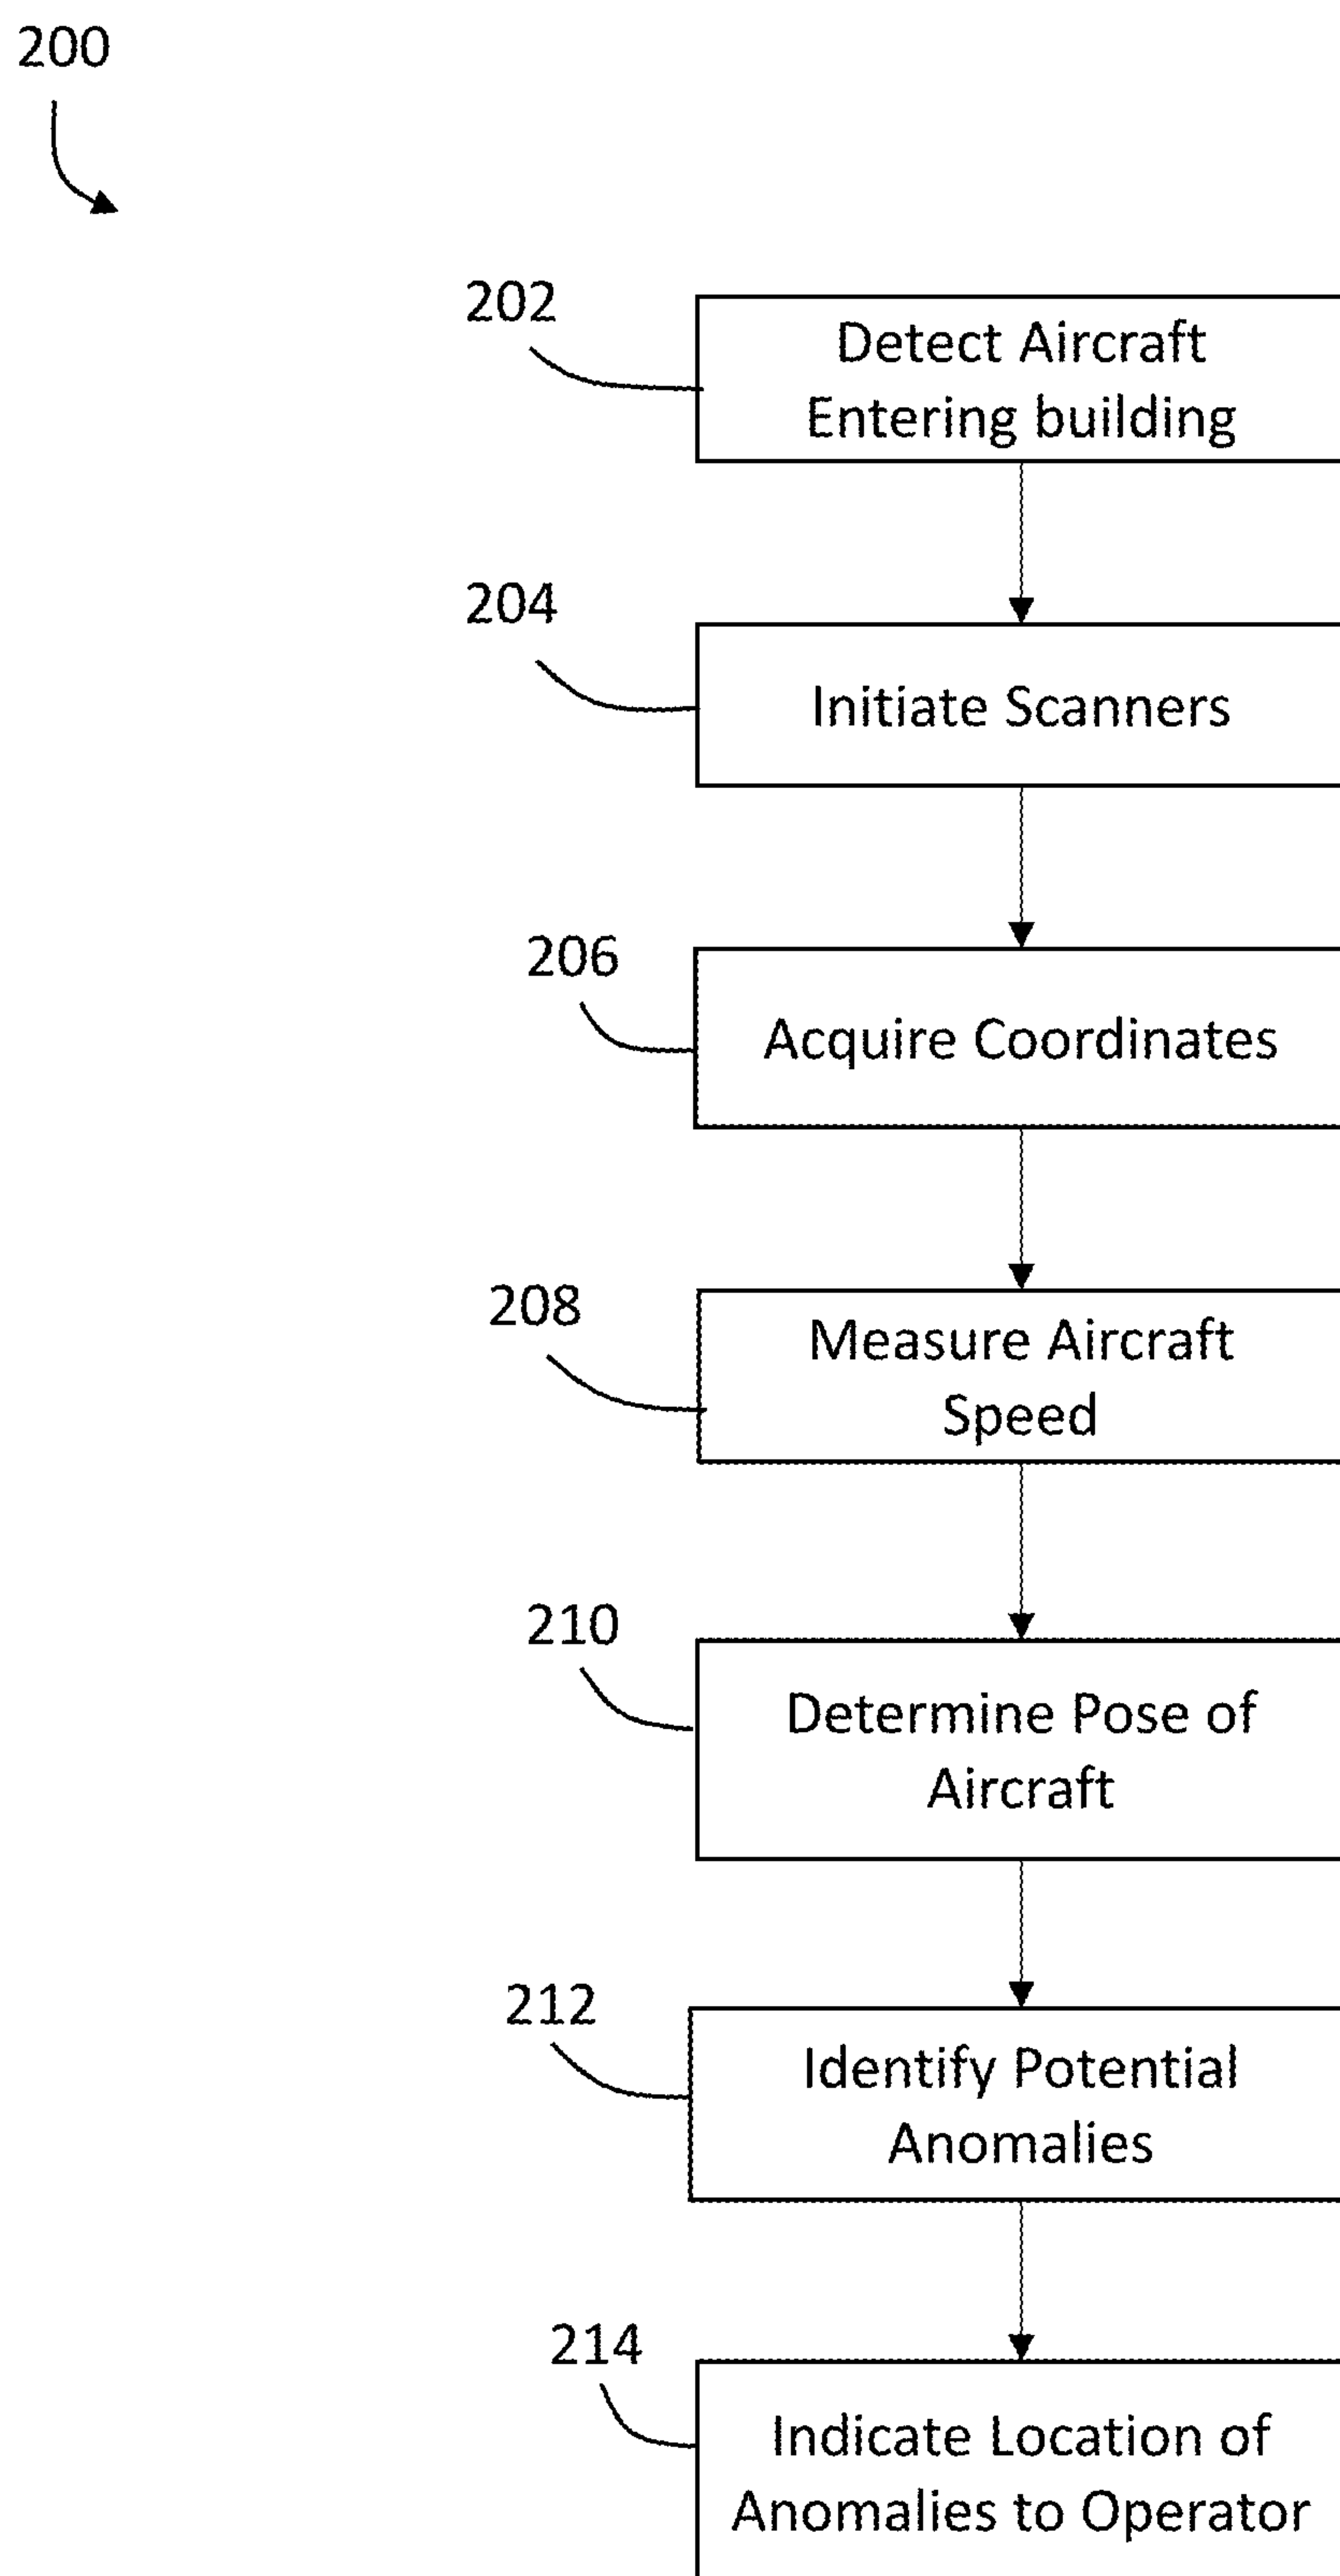 200
202
Detect Aircraft
Entering building
204
Initiate Scanners
206
Acquire Coordinates
208
Measure Aircraft
Speed
210
Determine Pose of
Aircraft
212
Identify Potential
Anomalies
214
Indicate Location of
Anomalies to Operator